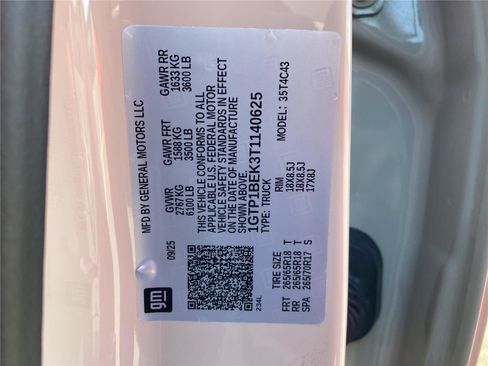 MFD BY GENERAL MOTORS LLC
09/25
GVWR
2767 KG
6100 LB
GAWR FRT
1588 KG
3500 LB
GAWR RR
1633 KG
3600 LB
THIS VEHICLE CONFORMS TO ALL
APPLICABLE U.S. FEDERAL MOTOR
VEHICLE SAFETY STANDARDS IN EFFECT
ON THE DATE OF MANUFACTURE
SHOWN ABOVE.
1GTP1BEK3T1140625
TYPE: TRUCK
MODEL: 35T4C43
TIRE SIZE RIM
FRT 265/65R18 T 18X8.5J
RR 265/65R18 T 18X8.5J
SPA 265/70R17 S 17X8J
gm
234L